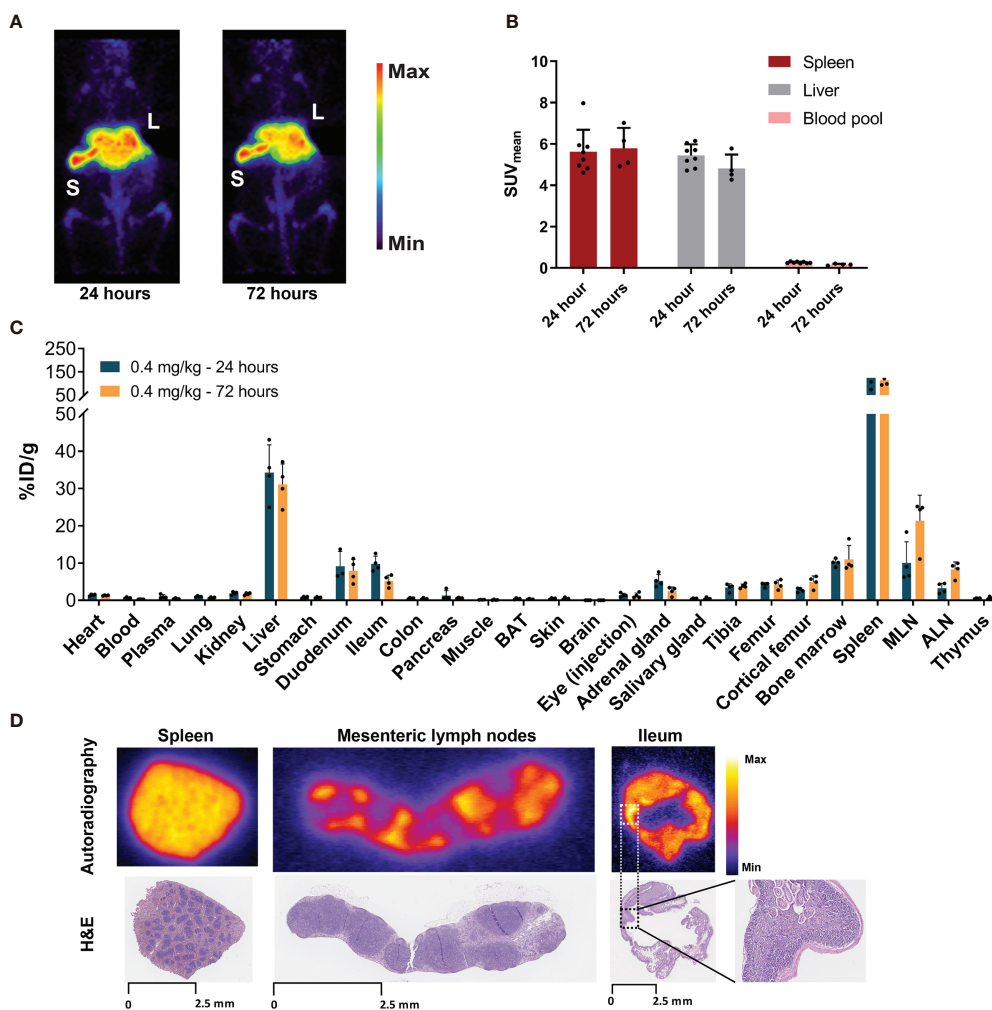 A
L
S
24 hours
L
S
72 hours
Max
Min
B
SUVmean
10
8
6
4
2
0
Spleen
Liver
Blood pool
24 hour
72 hours
24 hour
72 hours
24 hour
72 hours
C
%ID/g
250
150
50
50
40
30
20
10
0
0.4 mg/kg - 24 hours
0.4 mg/kg - 72 hours
Heart
Blood
Plasma
Lung
Kidney
Liver
Stomach
Duodenum
Ileum
Colon
Pancreas
Muscle
BAT
Skin
Brain
Eye (injection)
Adrenal gland
Salivary gland
Tibia
Femur
Cortical femur
Bone marrow
Spleen
MLN
ALN
Thymus
D
Spleen
Mesenteric lymph nodes
Ileum
Autoradiography
Max
Min
H&E
0 2.5 mm
0 2.5 mm
0 2.5 mm